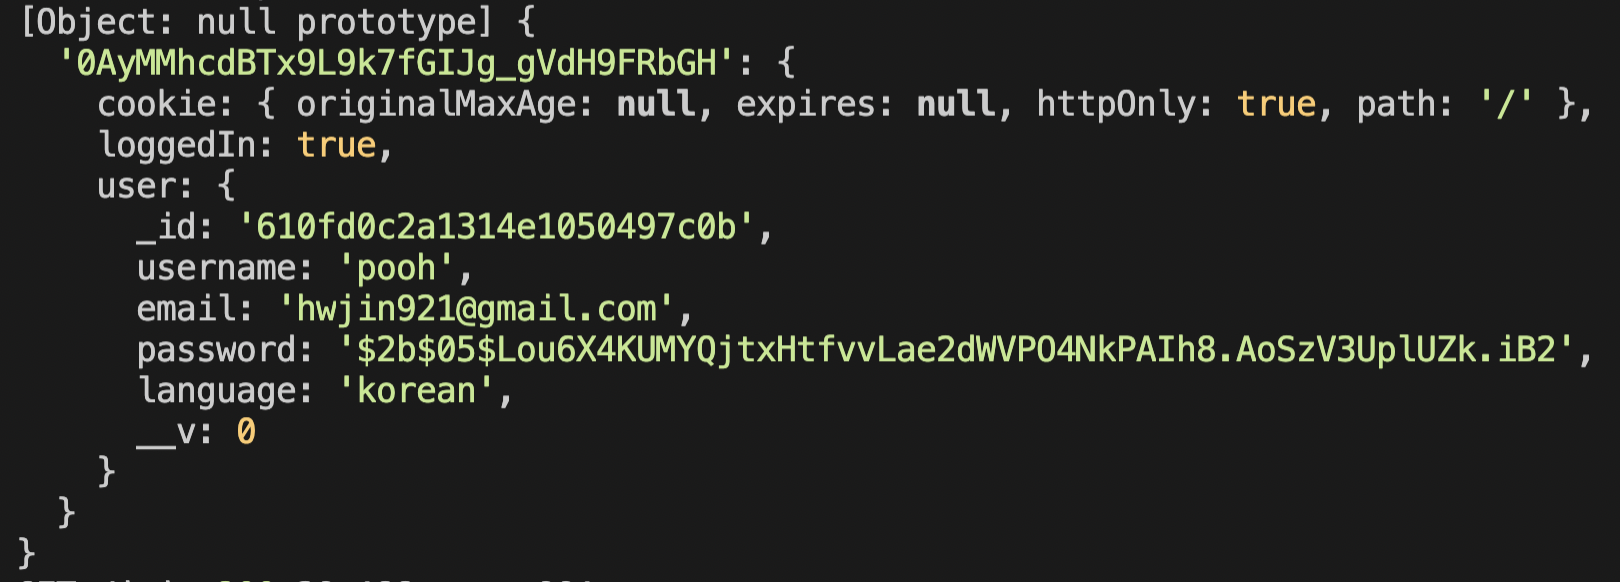 [Object: null prototype] {
  '0AyMMhcdBTx9L9k7fGIJg_gVdH9FRbGH': {
    cookie: { originalMaxAge: null, expires: null, httpOnly: true, path: '/' },
    loggedIn: true,
    user: {
      _id: '610fd0c2a1314e1050497c0b',
      username: 'pooh',
      email: 'hwjin921@gmail.com',
      password: '$2b$05$Lou6X4KUMYQjtxHtfvvLae2dWVPO4NkPAIh8.AoSzV3UplUZk.iB2',
      language: 'korean',
      __v: 0
    }
  }
}